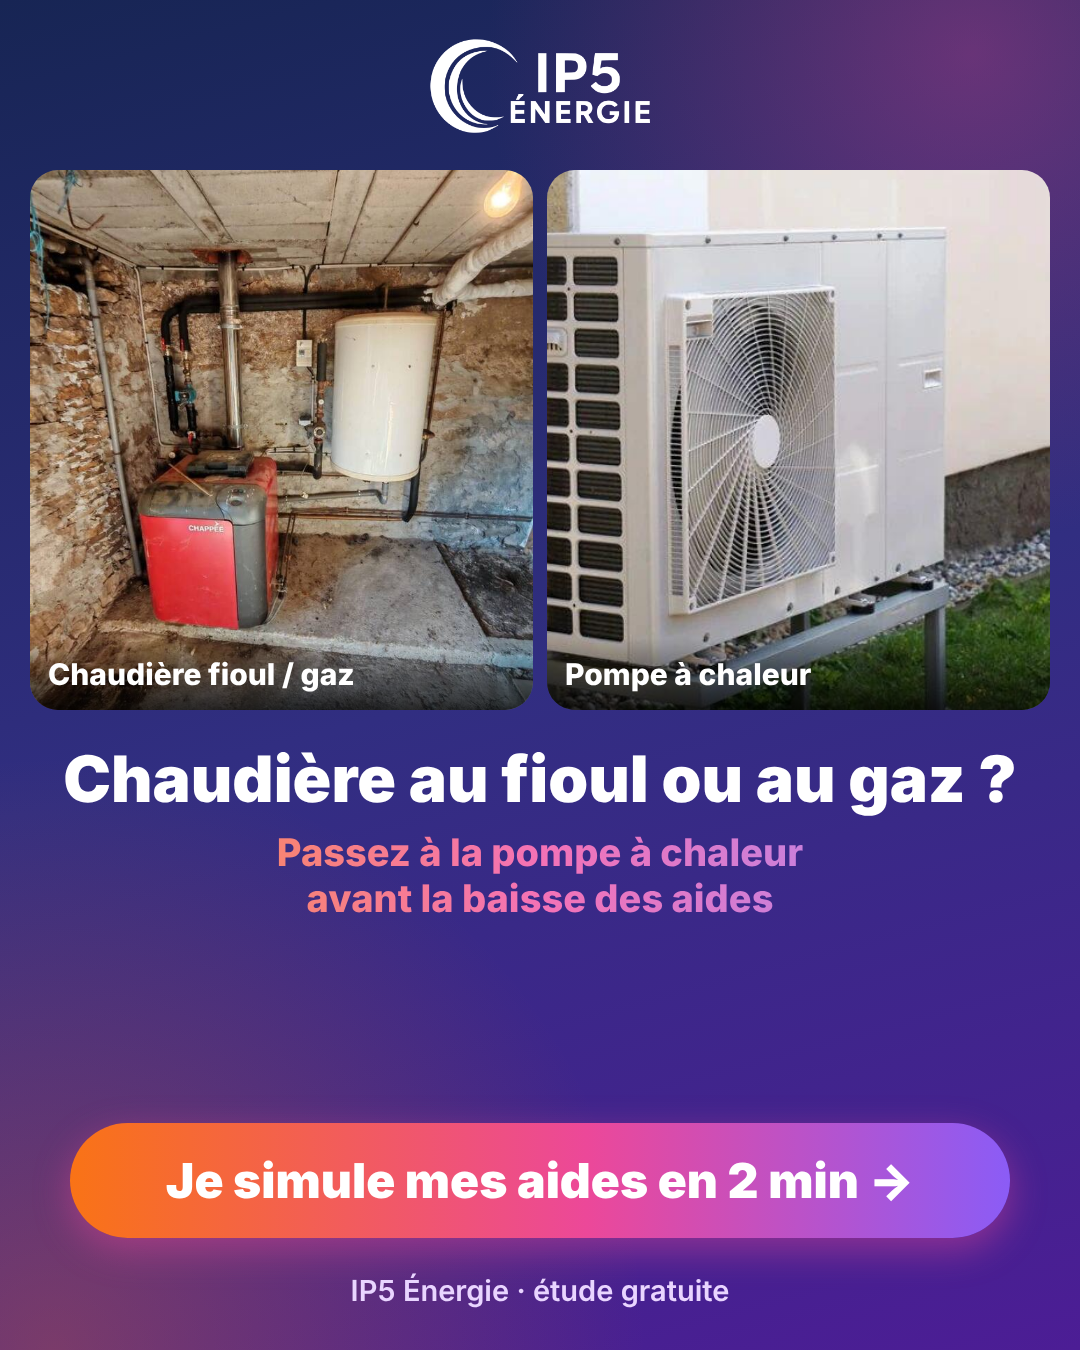 IP5
ÉNERGIE
CHAPPÉE
Chaudière fioul / gaz
Pompe à chaleur
Chaudière au fioul ou au gaz ?
Passez à la pompe à chaleur
avant la baisse des aides
Je simule mes aides en 2 min →
IP5 Énergie · étude gratuite